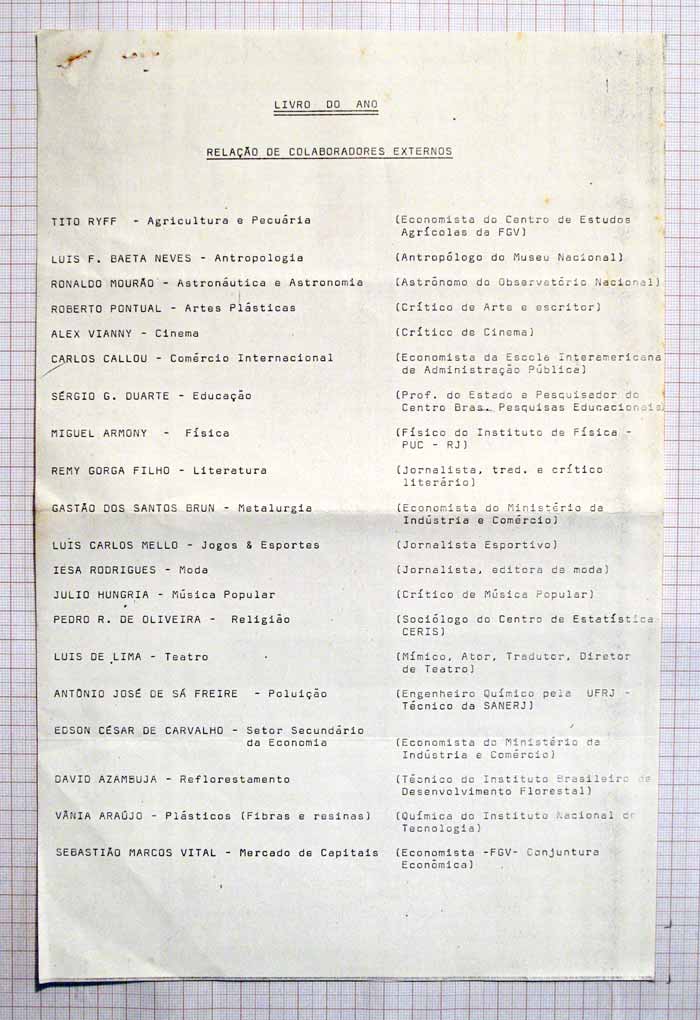 LIVRO DO ANO
RELAÇÃO DE COLABORADORES EXTERNOS
TITO RYFF - Agricultura e Pecuária (Economista do Centro de Estudos
Agrícolas da FGV)
LUIS F. BAETA NEVES - Antropologia (Antropólogo do Museu Nacional)
RONALDO MOURÃO - Astronáutica e Astronomia (Astrônomo do Observatório Nacional)
ROBERTO PONTUAL - Artes Plásticas (Crítico de Arte e escritor)
ALEX VIANNY - Cinema (Crítico de Cinema)
CARLOS CALLOU - Comércio Internacional (Economista da Escola Interamericana
de Administração Pública)
SÉRGIO G. DUARTE - Educação (Prof. do Estado e Pesquisador do
Centro Bras. Pesquisas Educacionais)
MIGUEL ARMONY - Física (Físico do Instituto de Física -
PUC - RJ)
REMY GORGA FILHO - Literatura (Jornalista, trad. e crítico
literário)
GASTÃO DOS SANTOS BRUN - Metalurgia (Economista do Ministério da
Indústria e Comércio)
LUIS CARLOS MELLO - Jogos & Esportes (Jornalista Esportivo)
IESA RODRIGUES - Moda (Jornalista, editora de moda)
JULIO HUNGRIA - Música Popular (Crítico de Música Popular)
PEDRO R. DE OLIVEIRA - Religião (Sociólogo do Centro de Estatística
CERIS)
LUIS DE LIMA - Teatro (Mímico, Ator, Tradutor, Diretor
de Teatro)
ANTÔNIO JOSÉ DE SÁ FREIRE - Poluição (Engenheiro Químico pela UFRJ -
Técnico da SANERJ)
EDSON CÉSAR DE CARVALHO - Setor Secundário
da Economia (Economista do Ministério da
Indústria e Comércio)
DAVID AZAMBUJA - Reflorestamento (Técnico do Instituto Brasileiro de
Desenvolvimento Florestal)
VÂNIA ARAÚJO - Plásticos (Fibras e resinas) (Química do Instituto Nacional de
Tecnologia)
SEBASTIÃO MARCOS VITAL - Mercado de Capitais (Economista -FGV- Conjuntura
Econômica)